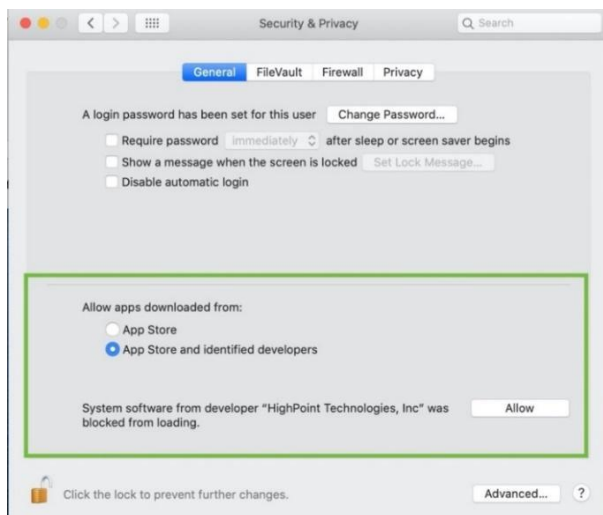 Security & Privacy
Search
General FileVault Firewall Privacy
A login password has been set for this user Change Password...
Require password immediately after sleep or screen saver begins
Show a message when the screen is locked Set Lock Message...
Disable automatic login
Allow apps downloaded from:
App Store
App Store and identified developers
System software from developer “HighPoint Technologies, Inc” was Allow
blocked from loading.
Click the lock to prevent further changes. Advanced... ?